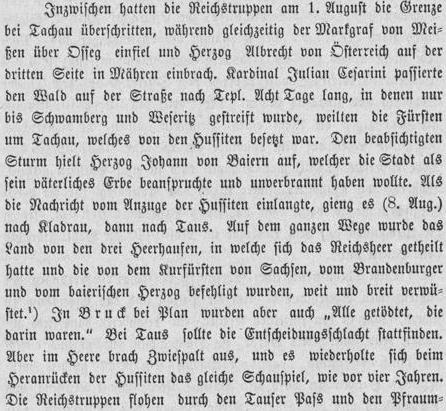 Inzwischen hatten die Reichstruppen am 1. August die Grenze
bei Tachau überschritten, während gleichzeitig der Markgraf von Mei-
ßen über Osseg einfiel und Herzog Albrecht von Österreich auf der
dritten Seite in Mähren einbrach. Kardinal Julian Cesarini passierte
den Wald auf der Straße nach Tepl. Acht Tage lang, in denen nur
bis Schwamberg und Weseritz gestreift wurde, weilten die Fürsten
um Tachau, welches von den Hussiten besetzt war. Den beabsichtigten
Sturm hielt Herzog Johann von Baiern auf, welcher die Stadt als
sein väterliches Erbe beanspruchte und unverbrannt haben wollte. Als
die Nachricht vom Anzuge der Hussiten einlangte, gieng es (8. Aug.)
nach Kladrau, dann nach Taus. Auf dem ganzen Wege wurde das
Land von den drei Heerhaufen, in welche sich das Reichsheer getheilt
hatte und die von dem Kurfürsten von Sachsen, vom Brandenburger
und vom baierischen Herzog befehligt wurden, weit und breit verwü-
stet.¹) In Bruck bei Plan wurden aber auch „Alle getödtet, die
darin waren.“ Bei Taus sollte die Entscheidungsschlacht stattfinden.
Aber im Heere brach Zwiespalt aus, und es wiederholte sich beim
Heranrücken der Hussiten das gleiche Schauspiel, wie vor vier Jahren.
Die Reichstruppen flohen durch den Tauser Pass und den Pfraum-